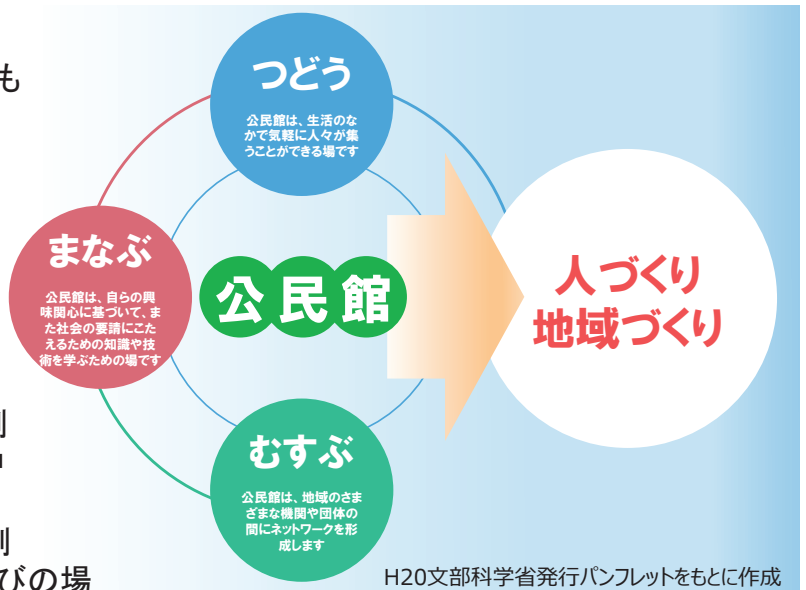 も
つどう
公民館は、生活のな
かで気軽に人々が集
うことができる場です
まなぶ
公民館は、自らの興
味関心に基づいて、ま
た社会の要請にこた
えるための知識や技
術を学ぶための場です
公民館
人づくり
地域づくり
むすぶ
公民館は、地域のさま
ざまな機関や団体の
間にネットワークを形
成します
びの場
H20文部科学省発行パンフレットをもとに作成